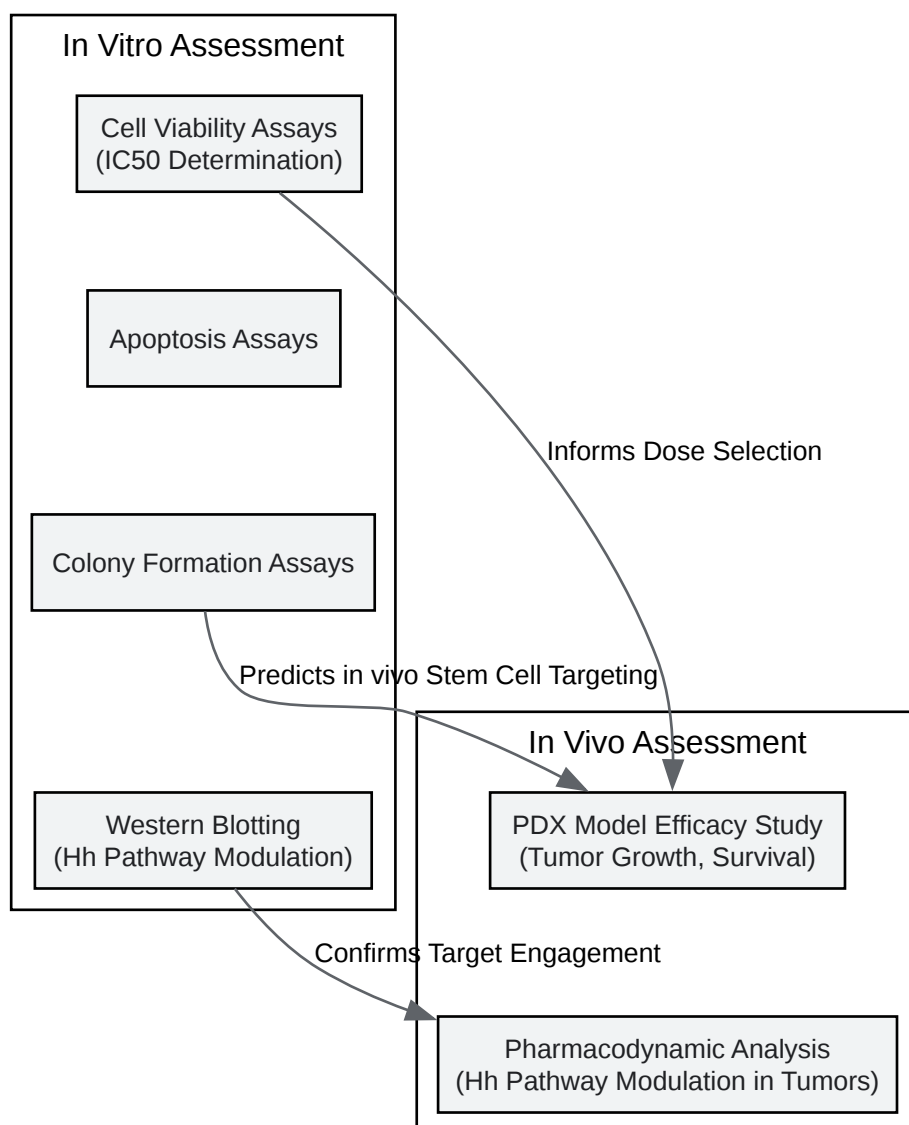 In Vitro Assessment
Cell Viability Assays
(IC50 Determination)
Apoptosis Assays
Informs Dose Selection
Colony Formation Assays
Predicts in vivo Stem Cell Targeting
In Vivo Assessment
Western Blotting
(Hh Pathway Modulation)
PDX Model Efficacy Study
(Tumor Growth, Survival)
Confirms Target Engagement
Pharmacodynamic Analysis
(Hh Pathway Modulation in Tumors)